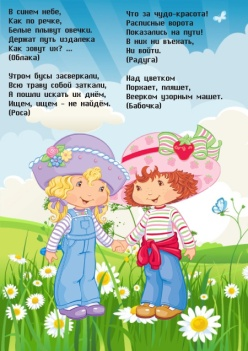 В синем небе,
Как по речке,
Белые плывут овечки.
Держат путь издалека
Как зовут их? ...
(Облака)
Утром бусы засверкали,
Всю траву собой заткали,
А пошли искать их днём,
Ищем, ищем - не найдём.
(Роса)
Что за чудо-красота!
Расписные ворота
Показались на пути!
В них ни въехать,
Ни войти.
(Радуга)
Над цветком
Порхает, пляшет,
Веерком узорным машет.
(Бабочка)